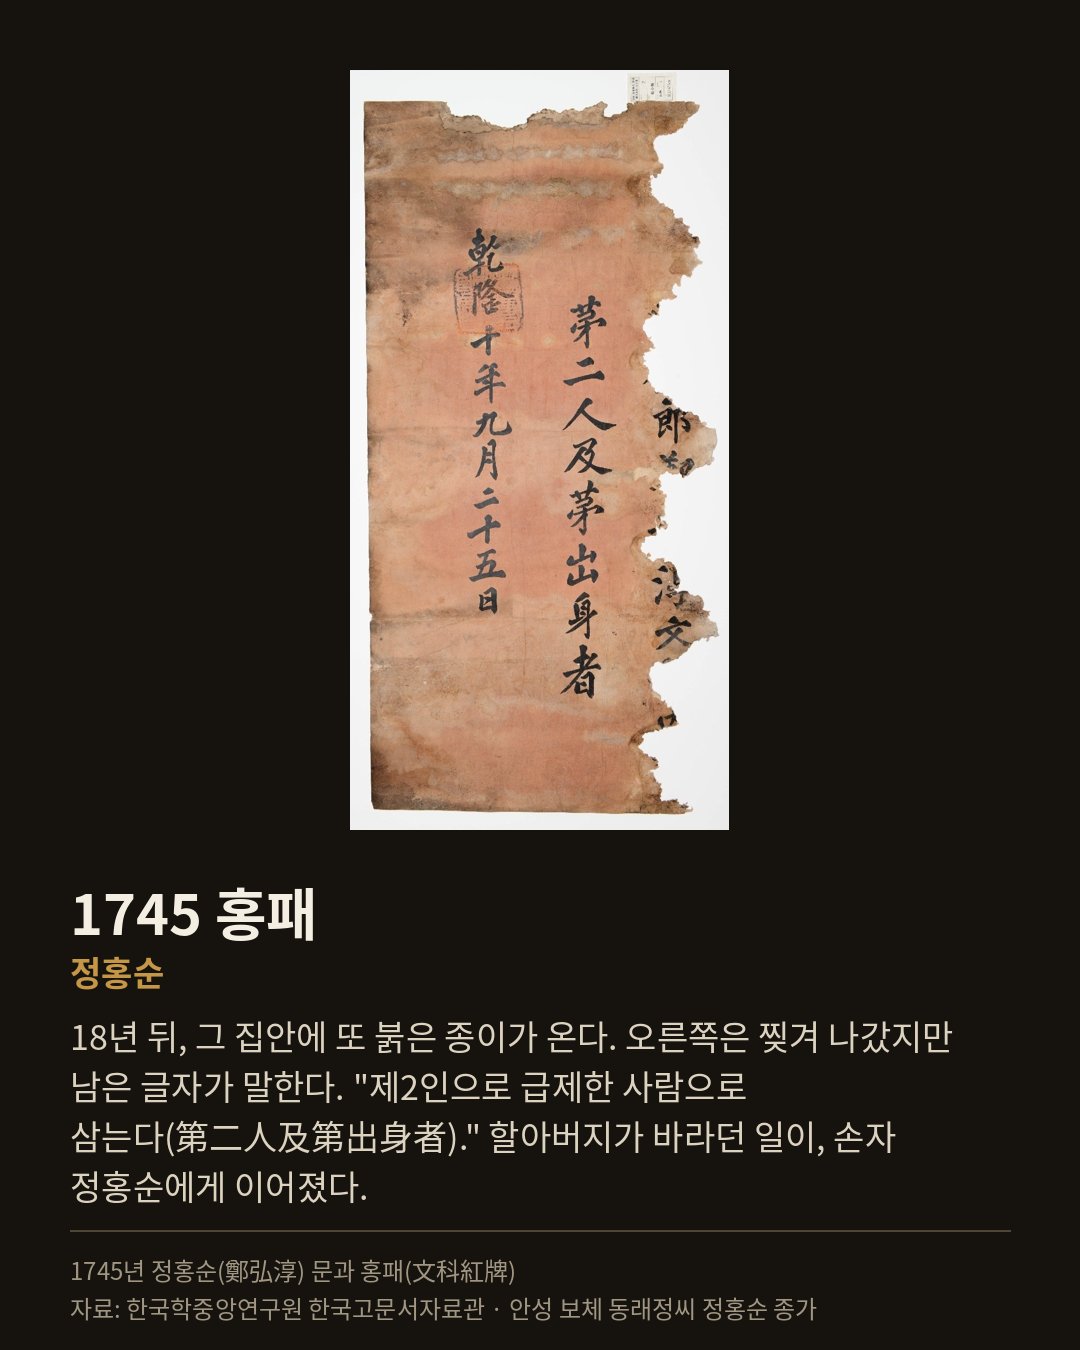 郎
文
茅二人及茅出身者
乾隆十年九月二十五日
1745 홍패
정홍순
18년 뒤, 그 집안에 또 붉은 종이가 온다. 오른쪽은 찢겨 나갔지만
남은 글자가 말한다. "제2인으로 급제한 사람으로
삼는다(第二人及第出身者)." 할아버지가 바라던 일이, 손자
정홍순에게 이어졌다.
1745년 정홍순(鄭弘淳) 문과 홍패(文科紅牌)
자료: 한국학중앙연구원 한국고문서자료관 · 안성 보체 동래정씨 정홍순 종가